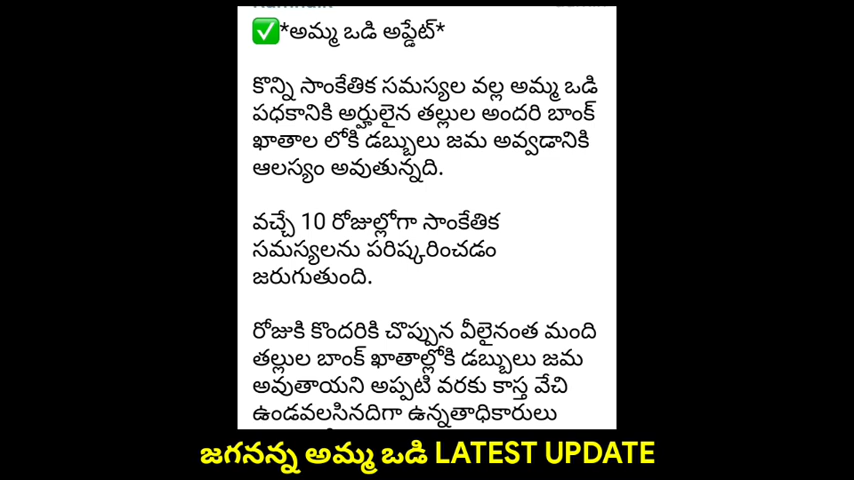 ✅*అమ్మ ఒడి అప్డేట్*
కొన్ని సాంకేతిక సమస్యల వల్ల అమ్మ ఒడి
పధకానికి అర్హులైన తల్లుల అందరి బాంక్
ఖాతాల లోకి డబ్బులు జమ అవ్వడానికి
ఆలస్యం అవుతున్నది.
వచ్చే 10 రోజుల్లోగా సాంకేతిక
సమస్యలను పరిష్కరించడం
జరుగుతుంది.
రోజుకి కొందరికి చొప్పున వీలైనంత మంది
తల్లుల బాంక్ ఖాతాల్లోకి డబ్బులు జమ
అవుతాయని అప్పటి వరకు కాస్త వేచి
ఉండవలసినదిగా ఉన్నతాధికారులు
జగనన్న అమ్మ ఒడి LATEST UPDATE